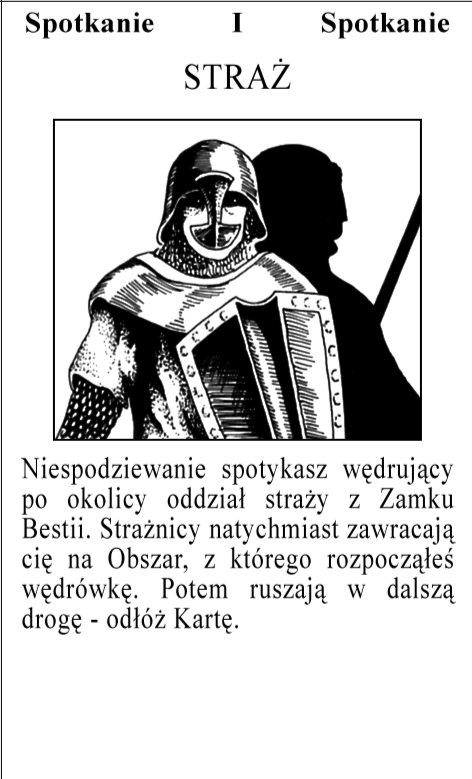 Spotkanie I Spotkanie
STRAŻ
Niespodziewanie spotykasz wędrujący
po okolicy oddział straży z Zamku
Bestii. Strażnicy natychmiast zawracają
cię na Obszar, z którego rozpocząłeś
wędrówkę. Potem ruszają w dalszą
drogę - odłóż Kartę.